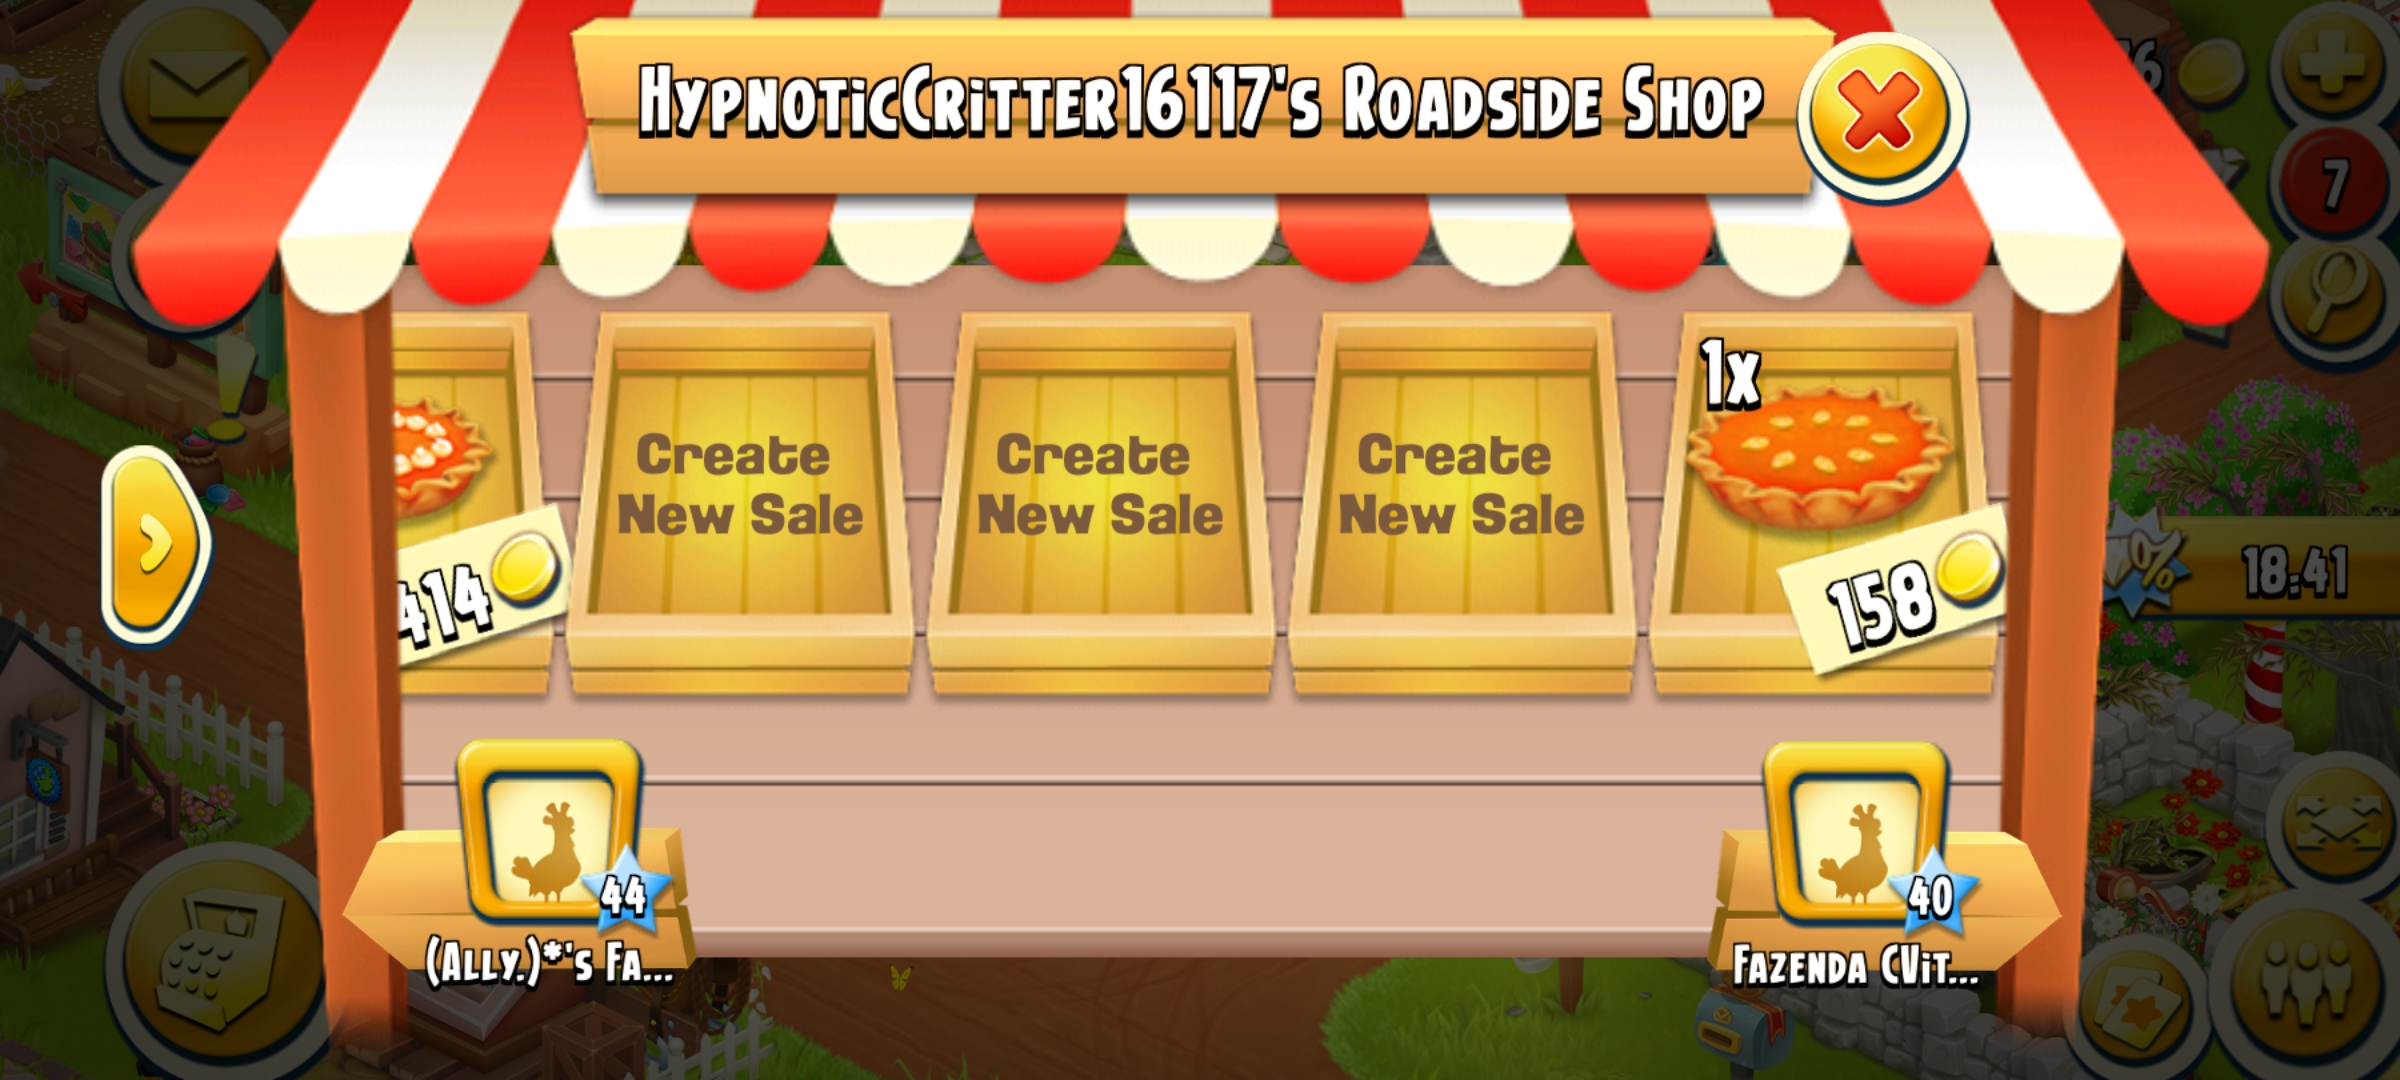 HypnoticCritter16117's Roadside Shop
7
Create
New Sale
Create
New Sale
Create
New Sale
1x
414
158
18:41
44
(Ally.)*'s Fa...
40
Fazenda CVit...